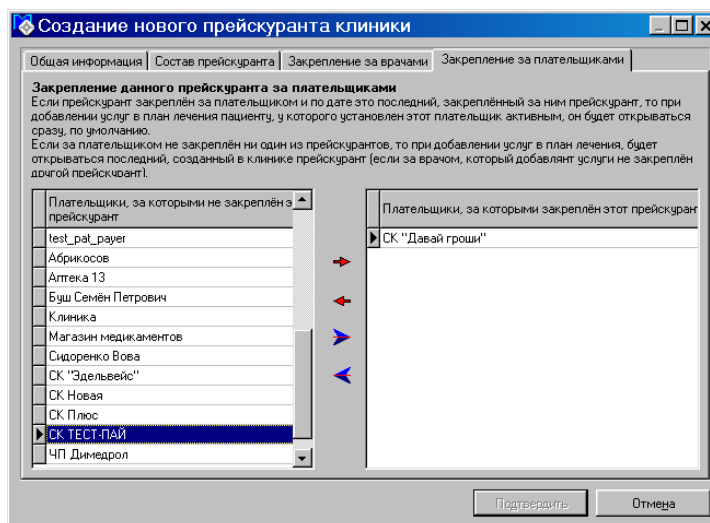 Создание нового прейскуранта клиники
Общая информация
Состав прейскуранта
Закрепление за врачами
Закрепление за плательщиками
Закрепление данного прейскуранта за плательщиками
Если прейскурант закреплён за плательщиком и по дате это последний, закреплённый за ним прейскурант, то при
добавлении услуг в план лечения пациенту, у которого установлен этот плательщик активным, он будет открываться
сразу, по умолчанию.
Если за плательщиком не закреплён ни один из прейскурантов, то при добавлении услуг в план лечения, будет
открываться последний, созданный в клинике прейскурант (если за врачом, который добавлянт услуги не закреплён
другой прейскурант).
Плательщики, за которыми не закреплён э
прейскурант
test_pat_payer
Абрикосов
Аптека 13
Буш Семён Петрович
Клиника
Магазин медикаментов
Сидоренко Вова
СК "Эдельвейс"
СК Новая
СК Плюс
СК ТЕСТ-ПАЙ
ЧП Димедрол
Плательщики, за которыми закреплён этот прейскуран
СК "Давай гроши"
Подтвердить
Отмена